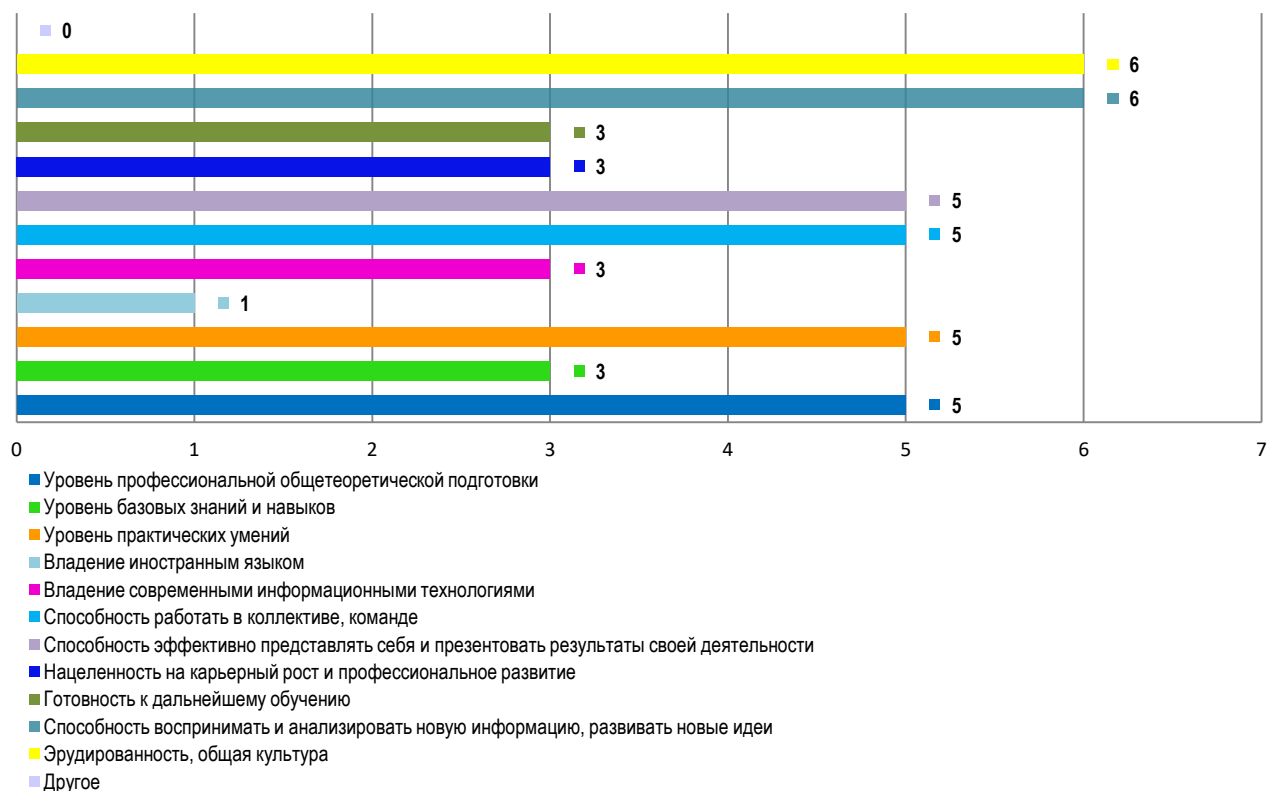 0
6
6
3
3
5
5
3
1
5
3
5
0 1 2 3 4 5 6 7
Уровень профессиональной общетеоретической подготовки
Уровень базовых знаний и навыков
Уровень практических умений
Владение иностранным языком
Владение современными информационными технологиями
Способность работать в коллективе, команде
Способность эффективно представлять себя и презентовать результаты своей деятельности
Нацеленность на карьерный рост и профессиональное развитие
Готовность к дальнейшему обучению
Способность воспринимать и анализировать новую информацию, развивать новые идеи
Эрудированность, общая культура
Другое